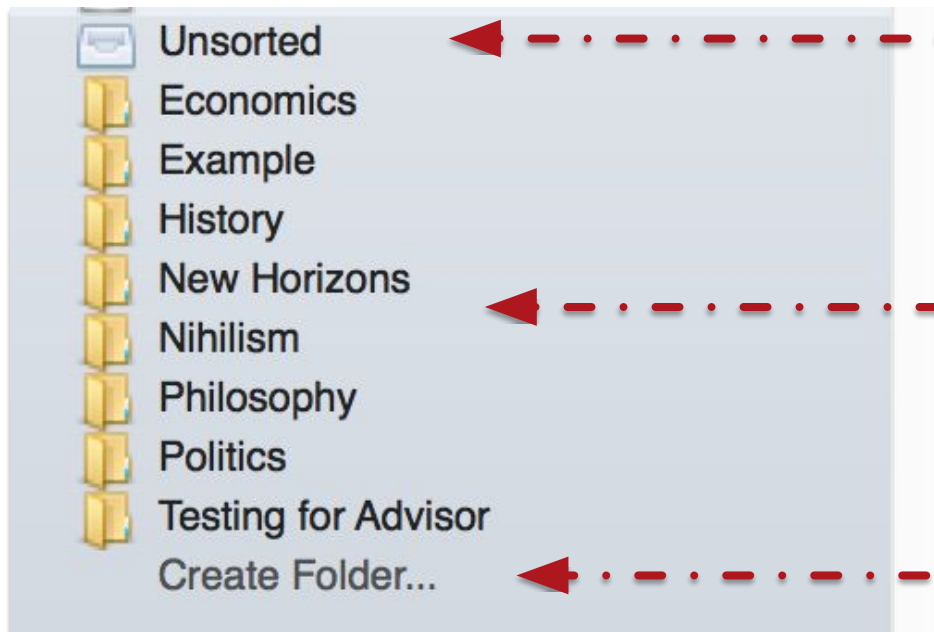 Unsorted
Economics
Example
History
New Horizons
Nihilism
Philosophy
Politics
Testing for Advisor
Create Folder...